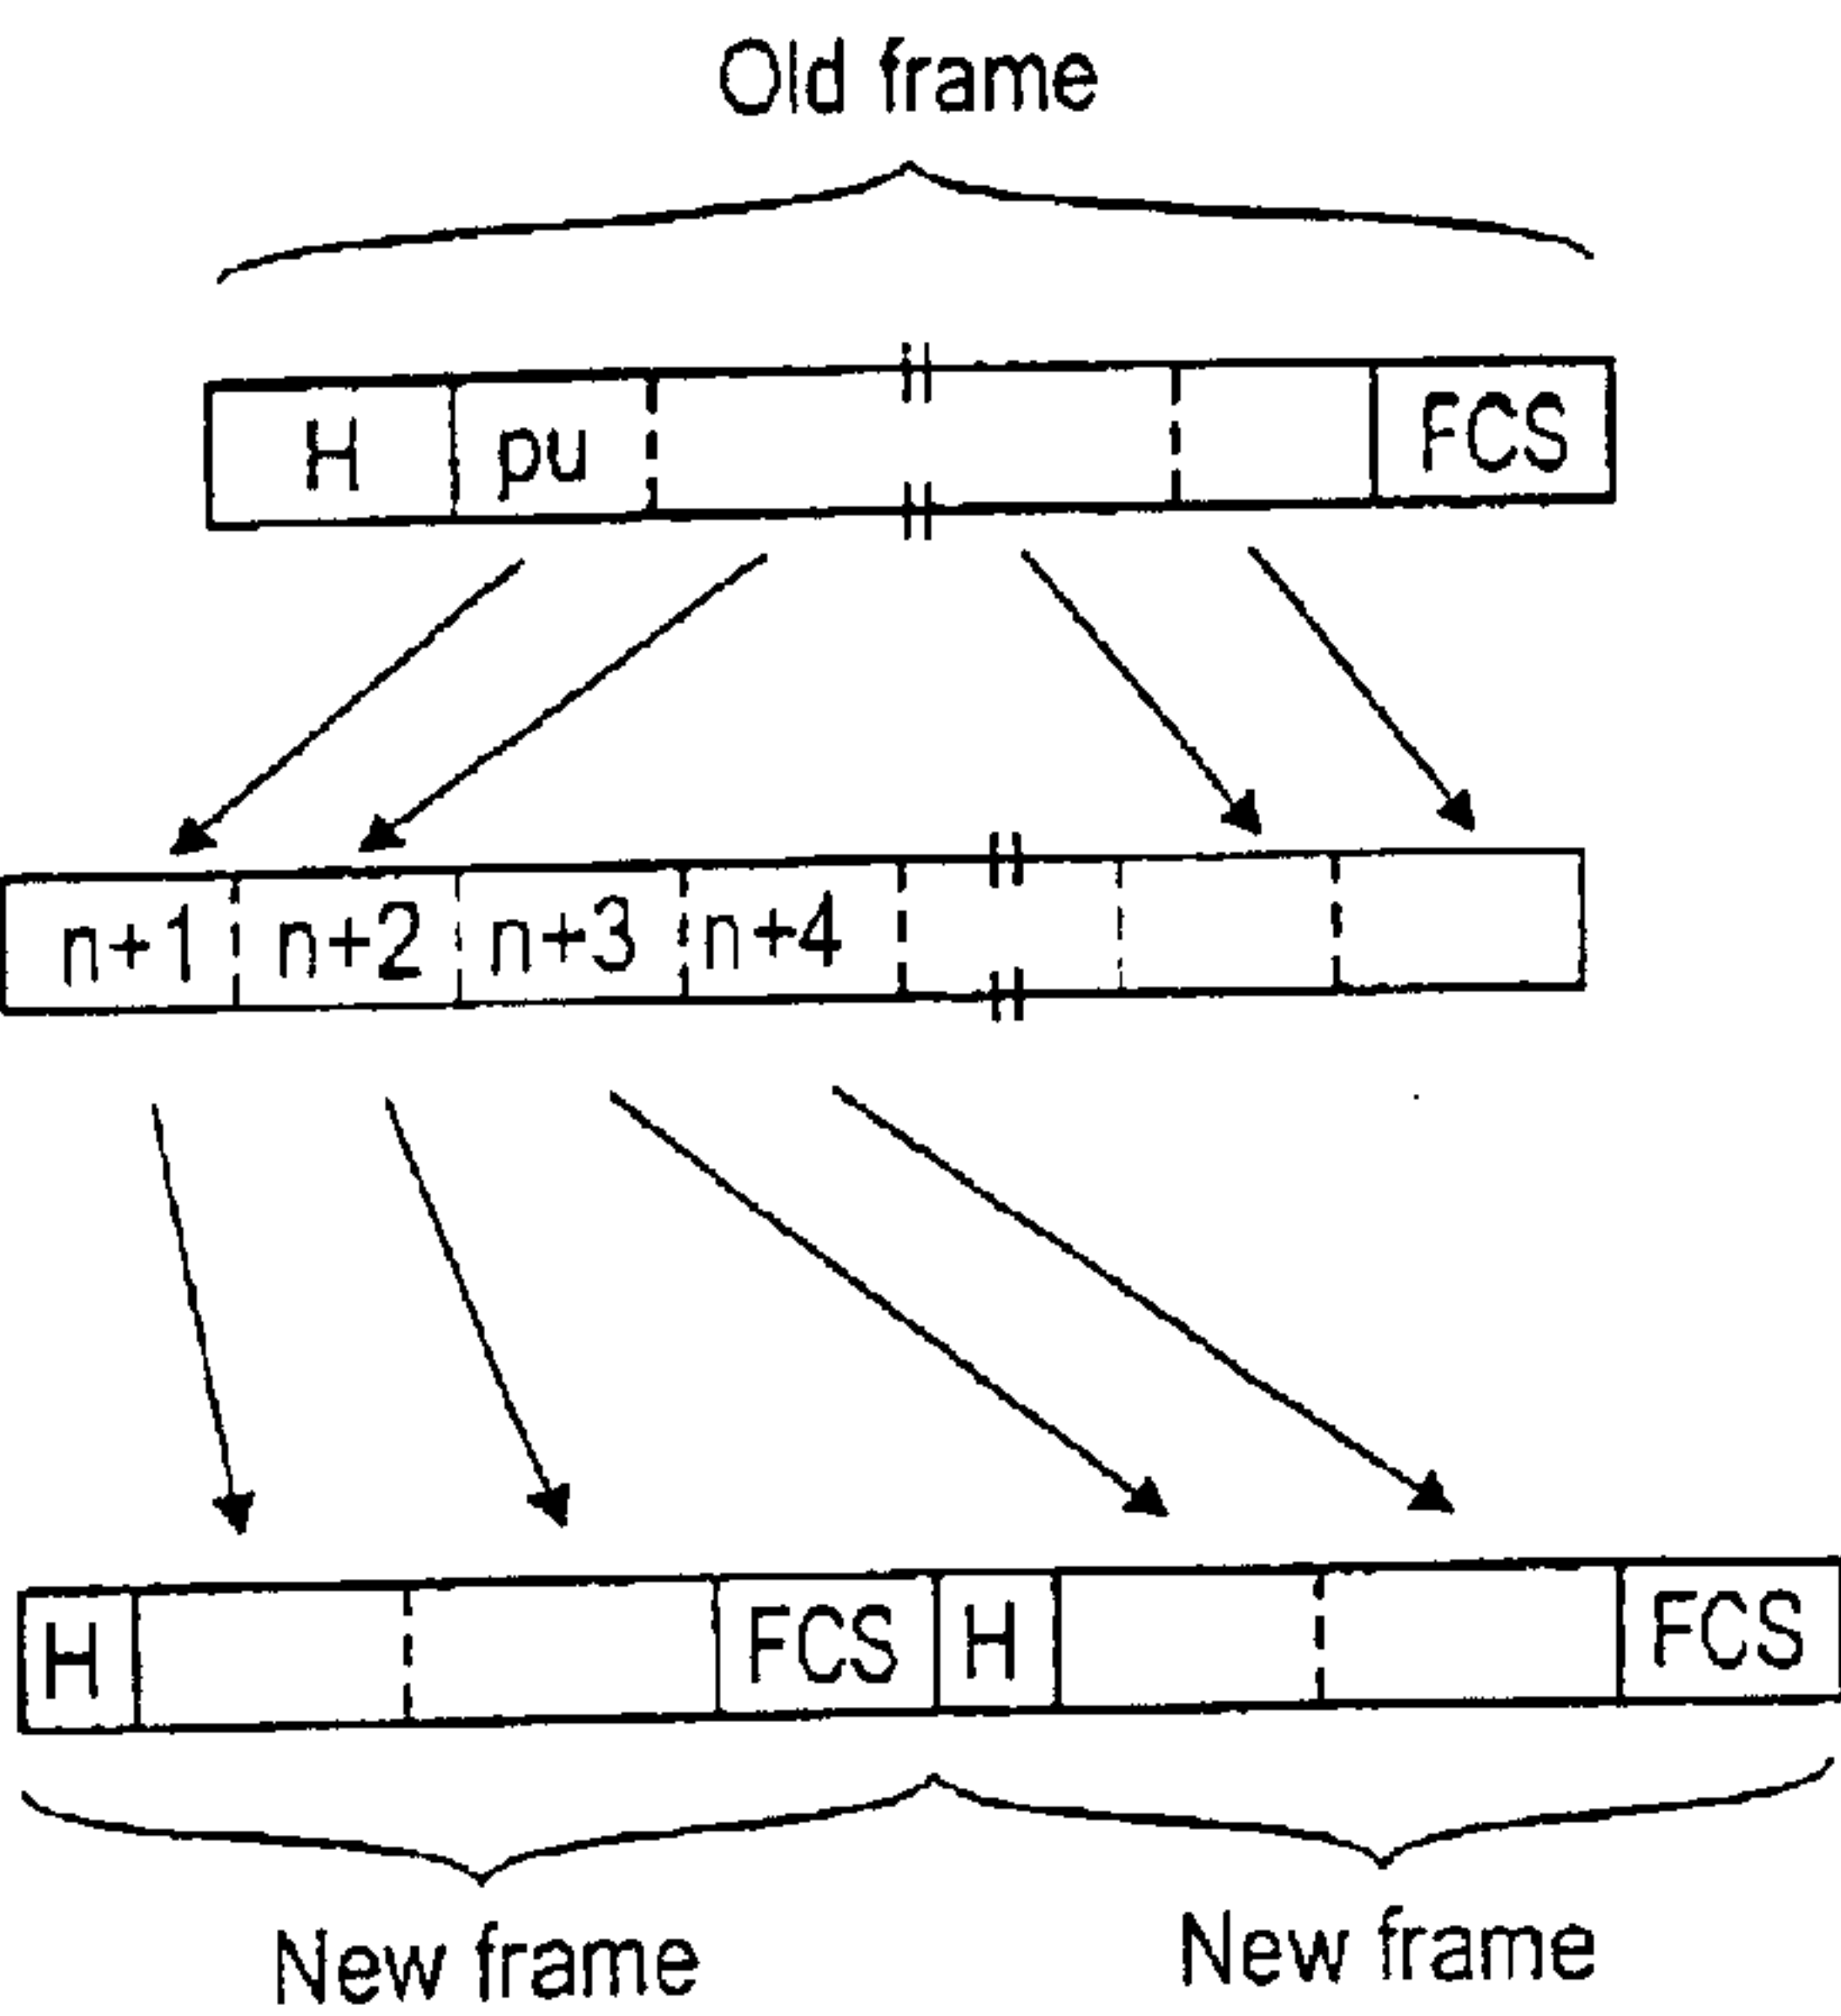 Old frame
H pu FCS
n+1 n+2 n+3 n+4
H FCS H FCS
New frame New frame